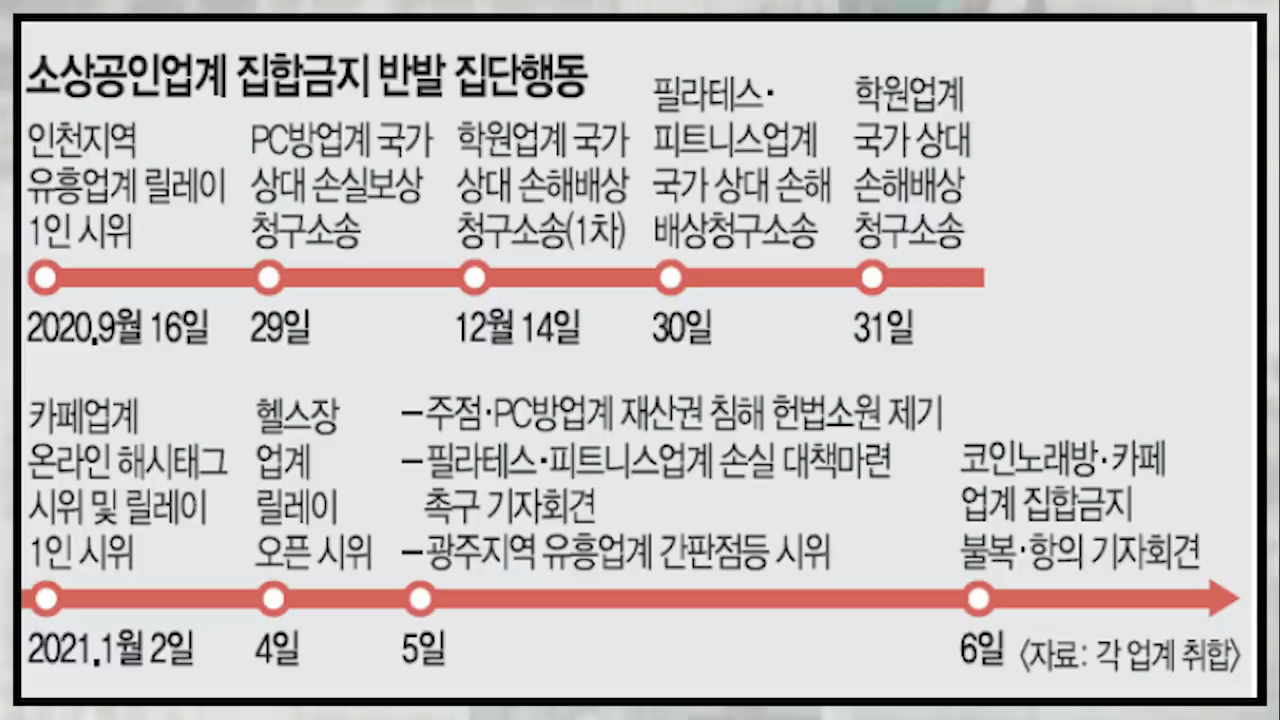 소상공인업계 집합금지 반발 집단행동
인천지역
유흥업계 릴레이
1인 시위
2020.9월 16일
PC방업계 국가
상대 손실보상
청구소송
29일
학원업계 국가
상대 손해배상
청구소송(1차)
12월 14일
필라테스·
피트니스업계
국가 상대 손해
배상청구소송
30일
학원업계
국가 상대
손해배상
청구소송
31일
카페업계
온라인 해시태그
시위 및 릴레이
1인 시위
2021.1월 2일
헬스장
업계
릴레이
오픈 시위
4일
–주점·PC방업계 재산권 침해 헌법소원 제기
–필라테스·피트니스업계 손실 대책마련
촉구 기자회견
–광주지역 유흥업계 간판점등 시위
5일
코인노래방·카페
업계 집합금지
불복·항의 기자회견
6일
〈자료: 각 업계 취합〉